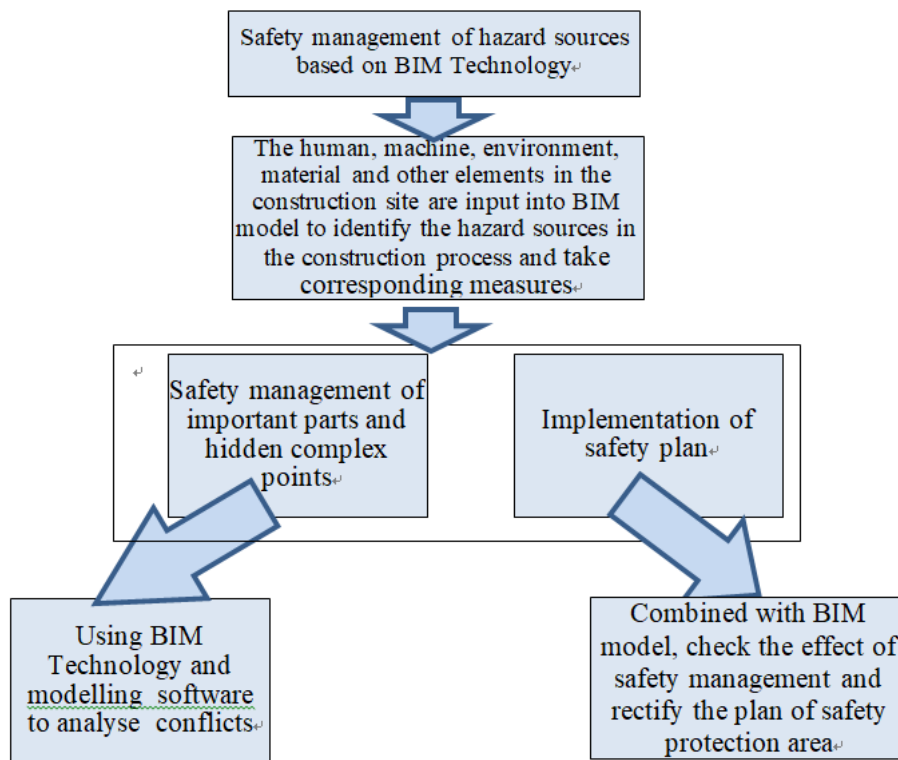 Safety management of hazard sources
based on BIM Technology
The human, machine, environment,
material and other elements in the
construction site are input into BIM
model to identify the hazard sources in
the construction process and take
corresponding measures
Safety management of
important parts and
hidden complex
points
Implementation of
safety plan
Using BIM
Technology and
modelling software
to analyse conflicts
Combined with BIM
model, check the effect of
safety management and
rectify the plan of safety
protection area